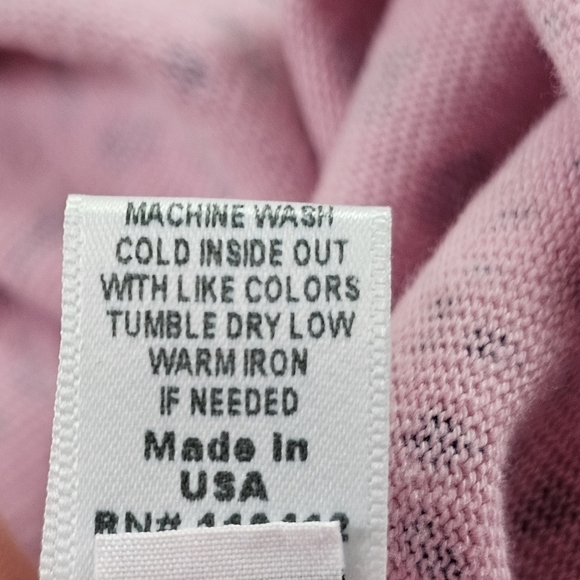 MACHINE WASH
COLD INSIDE OUT
WITH LIKE COLORS
TUMBLE DRY LOW
WARM IRON
IF NEEDED
Made in
USA
RN#